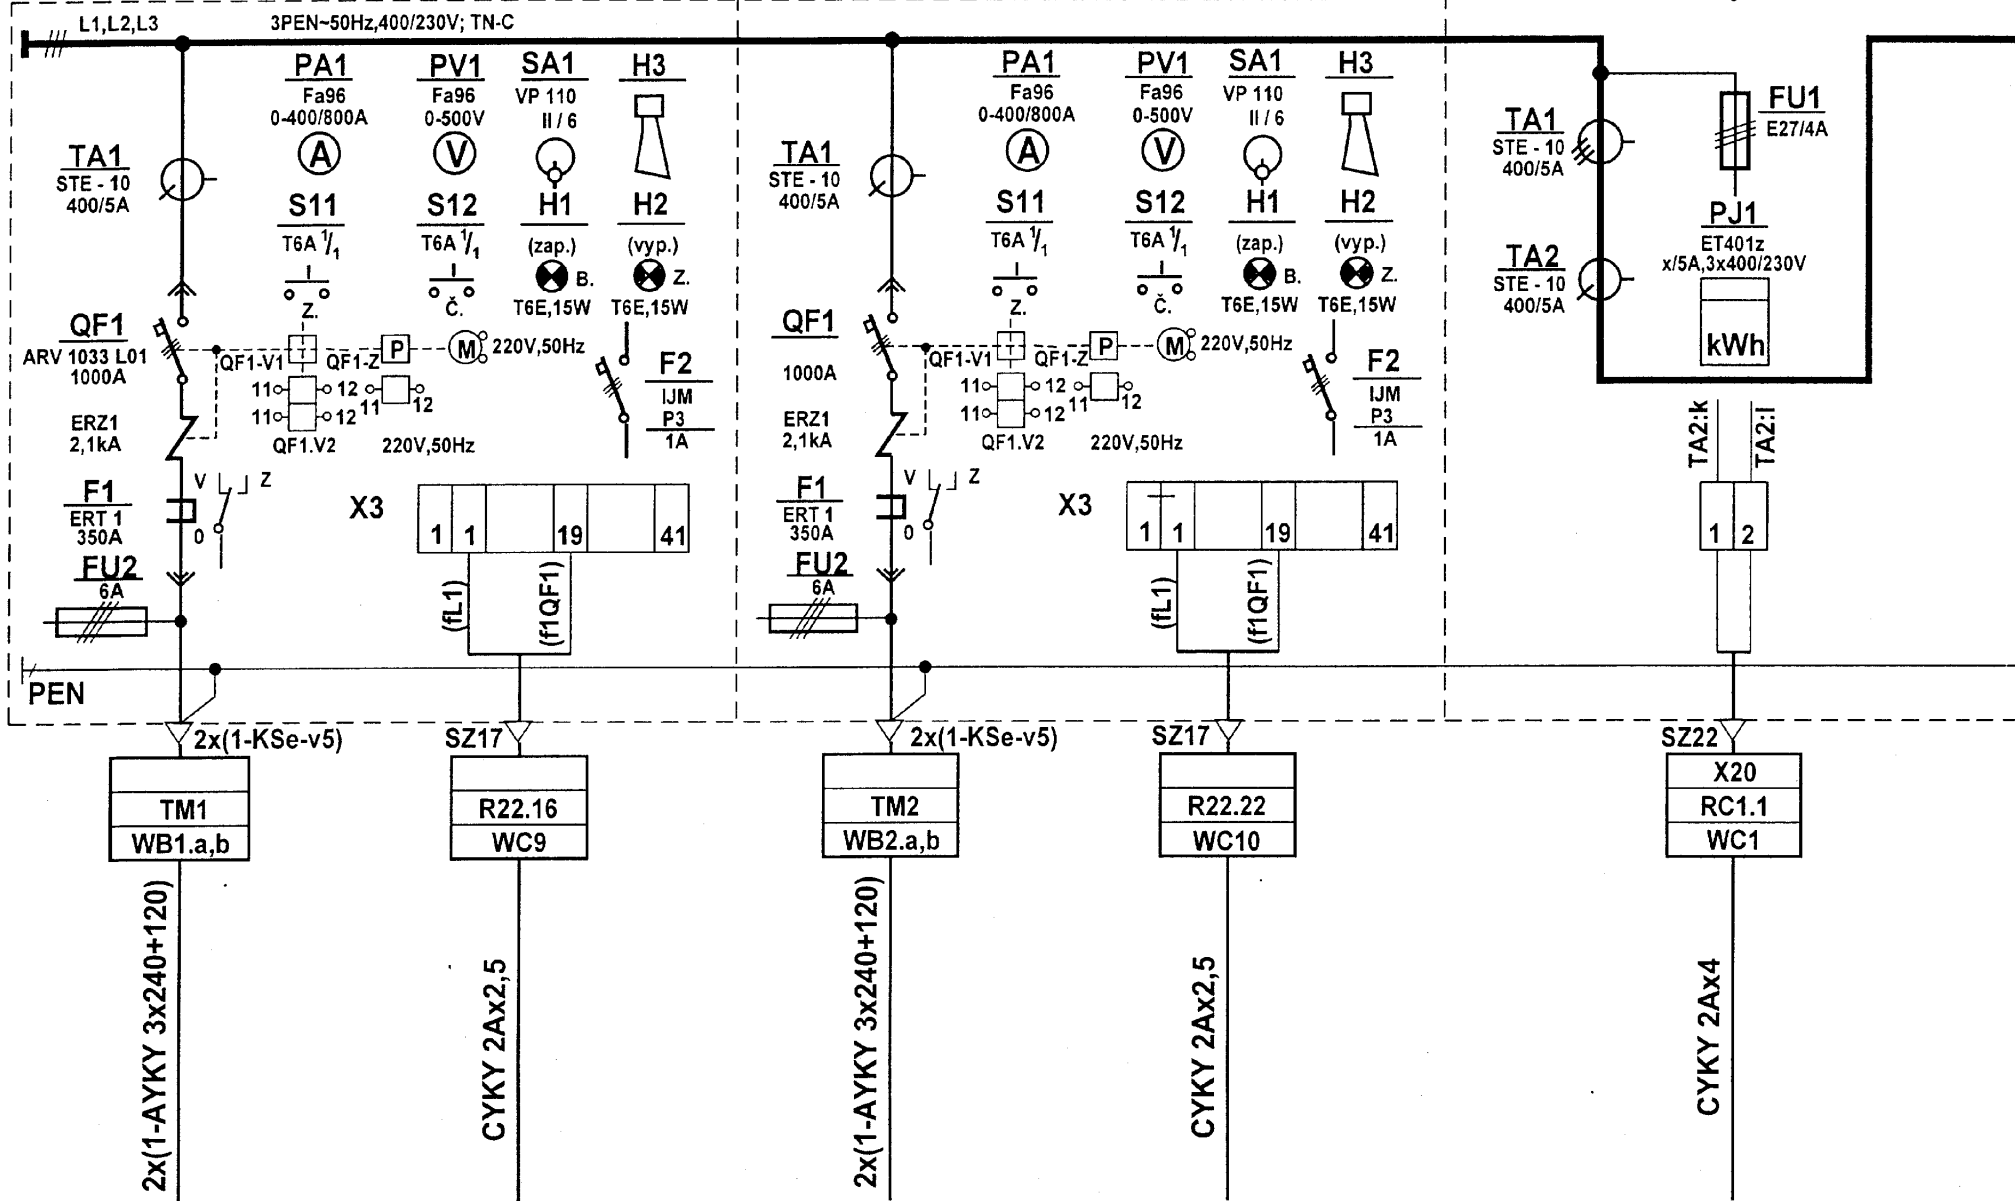 L1,L2,L3
3PEN~50Hz,400/230V; TN-C
PA1
Fa96
0-400/800A
A
PV1
Fa96
0-500V
V
SA1
VP 110
II / 6
H3
TA1
STE - 10
400/5A
S11
T6A 1/1
Z.
S12
T6A 1/1
Č.
H1
(zap.)
B.
T6E,15W
H2
(vyp.)
Z.
T6E,15W
QF1
ARV 1033 L01
1000A
QF1-V1
QF1-Z
P
M
220V,50Hz
11
12
11
12
11
12
QF1.V2
220V,50Hz
F2
IJM
P3
1A
ERZ1
2,1kA
F1
ERT 1
350A
V
Z
0
X3
1
1
19
41
FU2
6A
(fL1)
(f1QF1)
PEN
2x(1-KSe-v5)
SZ17
TM1
WB1.a,b
R22.16
WC9
2x(1-AYKY 3x240+120)
CYKY 2Ax2,5
PA1
Fa96
0-400/800A
A
PV1
Fa96
0-500V
V
SA1
VP 110
II / 6
H3
TA1
STE - 10
400/5A
S11
T6A 1/1
Z.
S12
T6A 1/1
Č.
H1
(zap.)
B.
T6E,15W
H2
(vyp.)
Z.
T6E,15W
QF1
1000A
QF1-V1
QF1-Z
P
M
220V,50Hz
11
12
11
12
11
12
QF1.V2
220V,50Hz
F2
IJM
P3
1A
ERZ1
2,1kA
F1
ERT 1
350A
V
Z
0
X3
1
1
19
41
FU2
6A
(fL1)
(f1QF1)
2x(1-KSe-v5)
SZ17
TM2
WB2.a,b
R22.22
WC10
2x(1-AYKY 3x240+120)
CYKY 2Ax2,5
TA1
STE - 10
400/5A
FU1
E27/4A
TA2
STE - 10
400/5A
PJ1
ET401z
x/5A,3x400/230V
kWh
TA2:k
TA2:l
1
2
SZ22
X20
RC1.1
WC1
CYKY 2Ax4